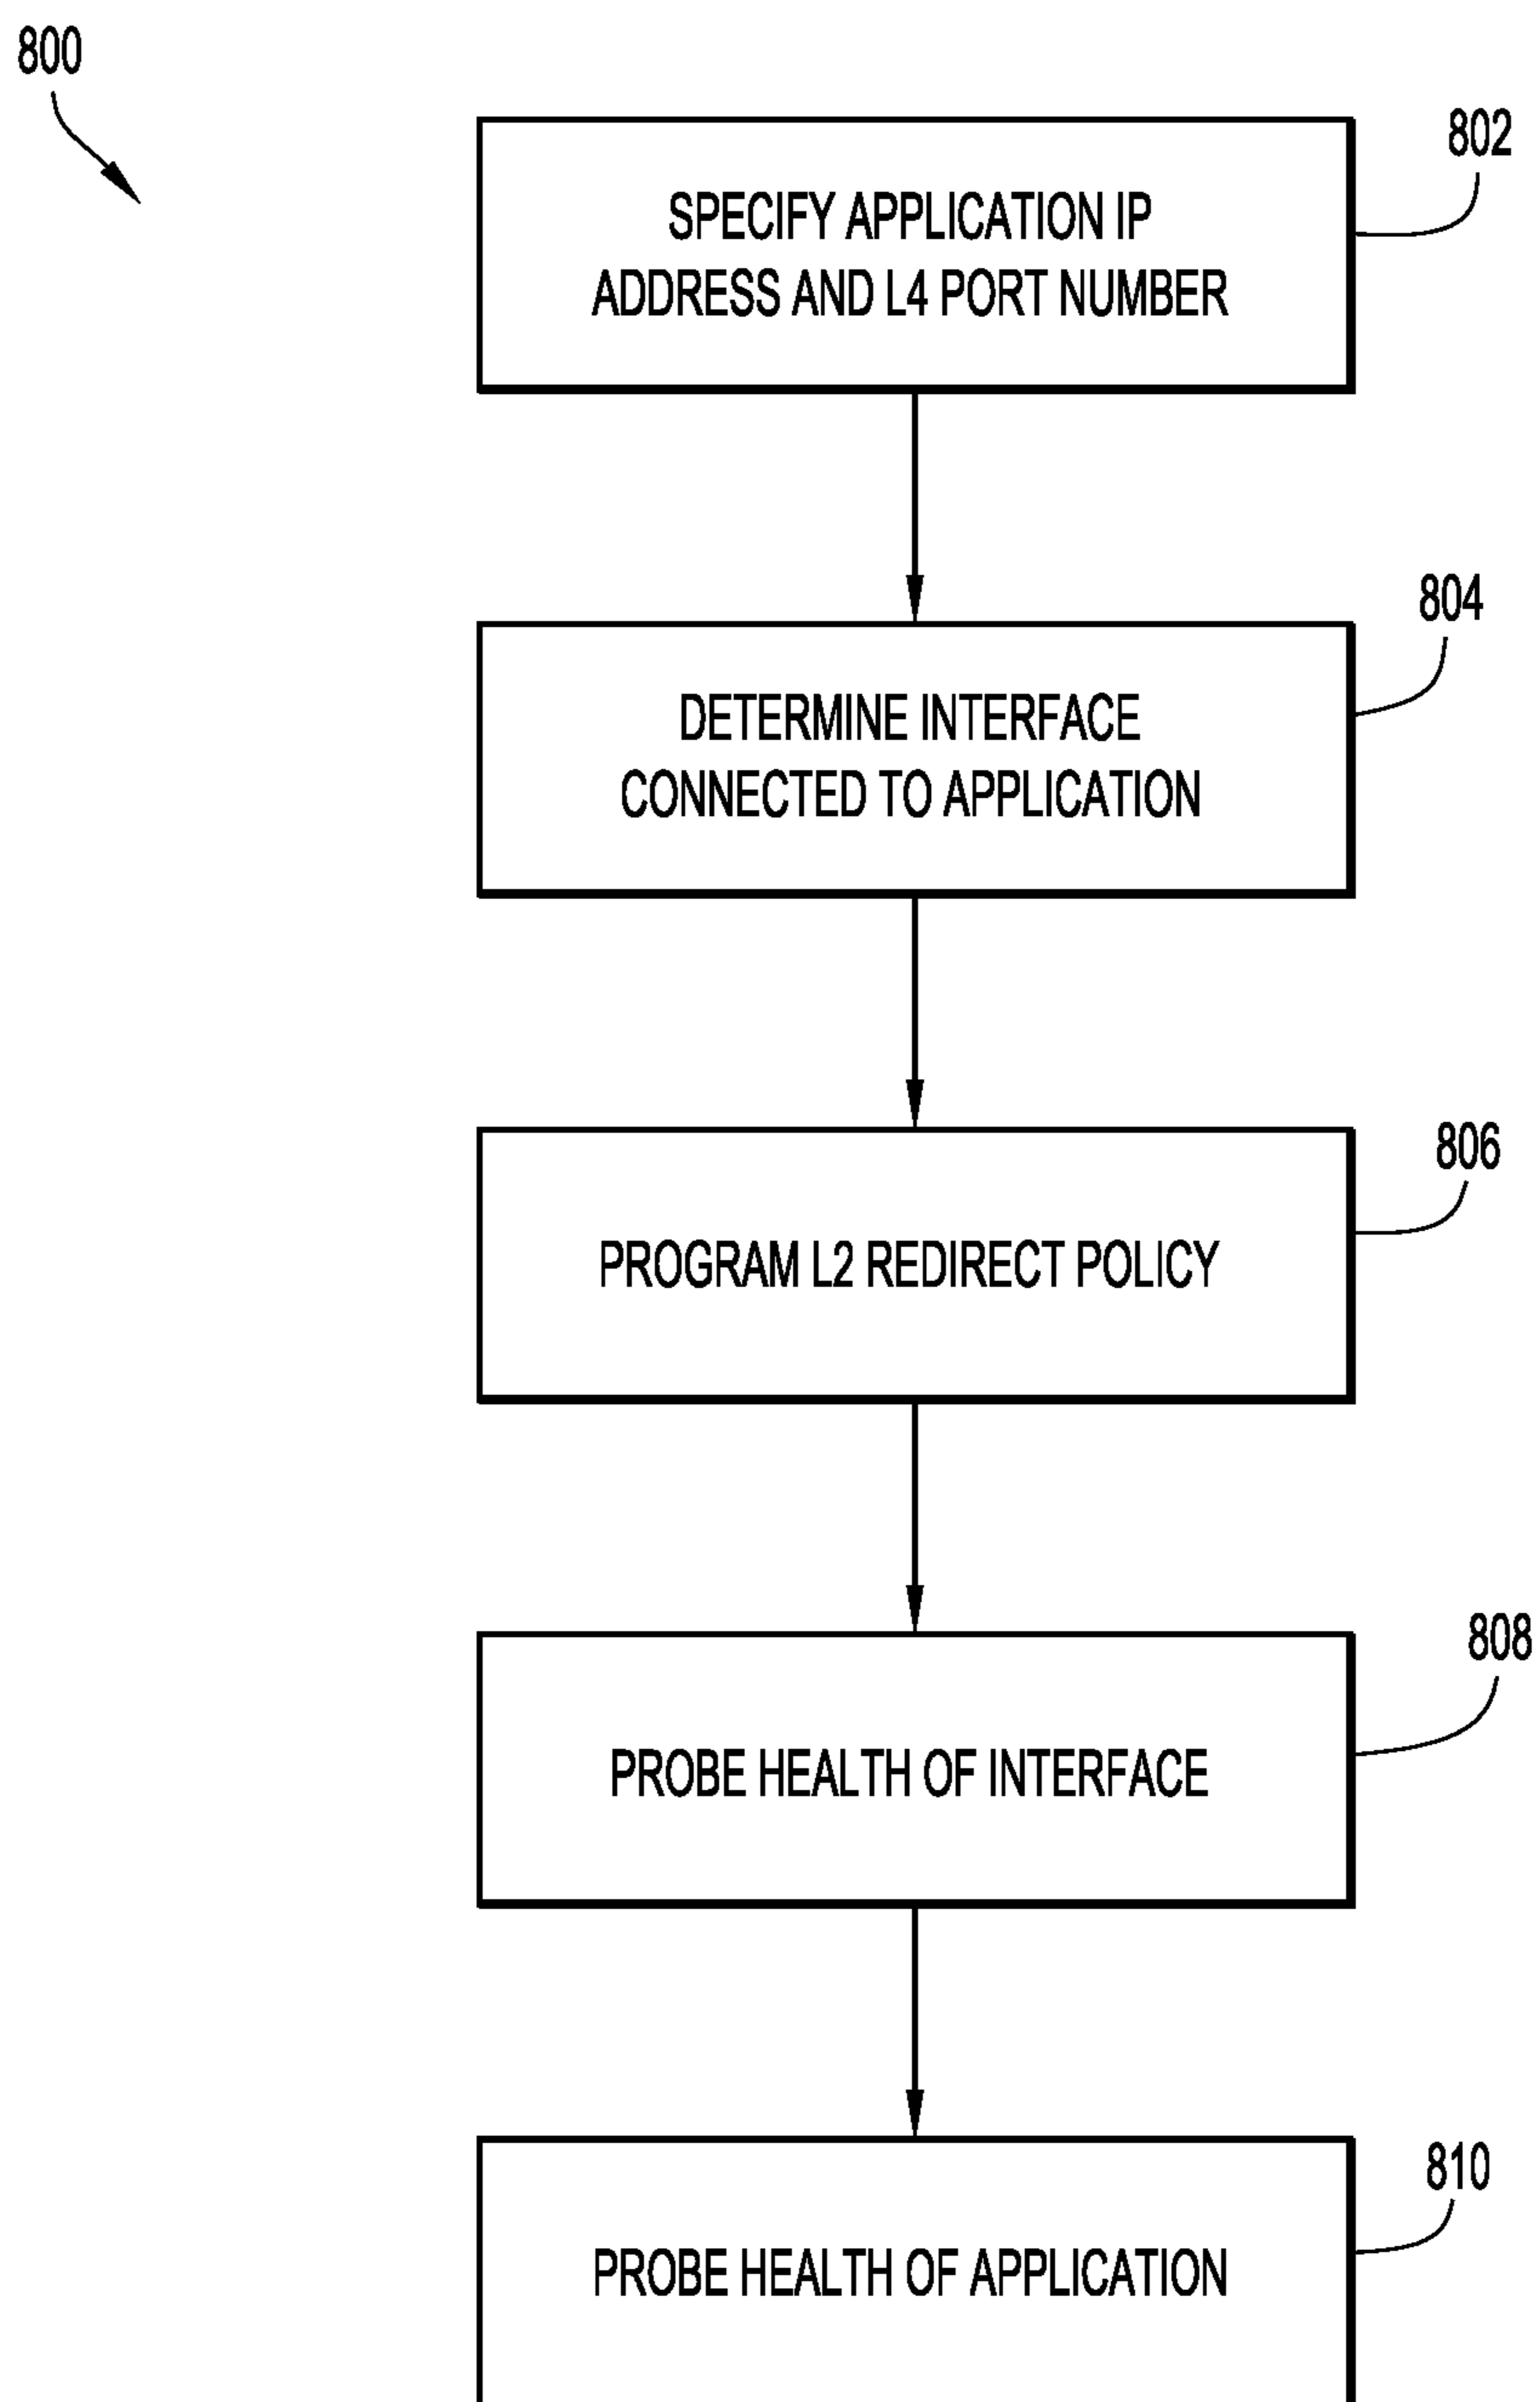 800
802
SPECIFY APPLICATION IP
ADDRESS AND L4 PORT NUMBER
804
DETERMINE INTERFACE
CONNECTED TO APPLICATION
806
PROGRAM L2 REDIRECT POLICY
808
PROBE HEALTH OF INTERFACE
810
PROBE HEALTH OF APPLICATION